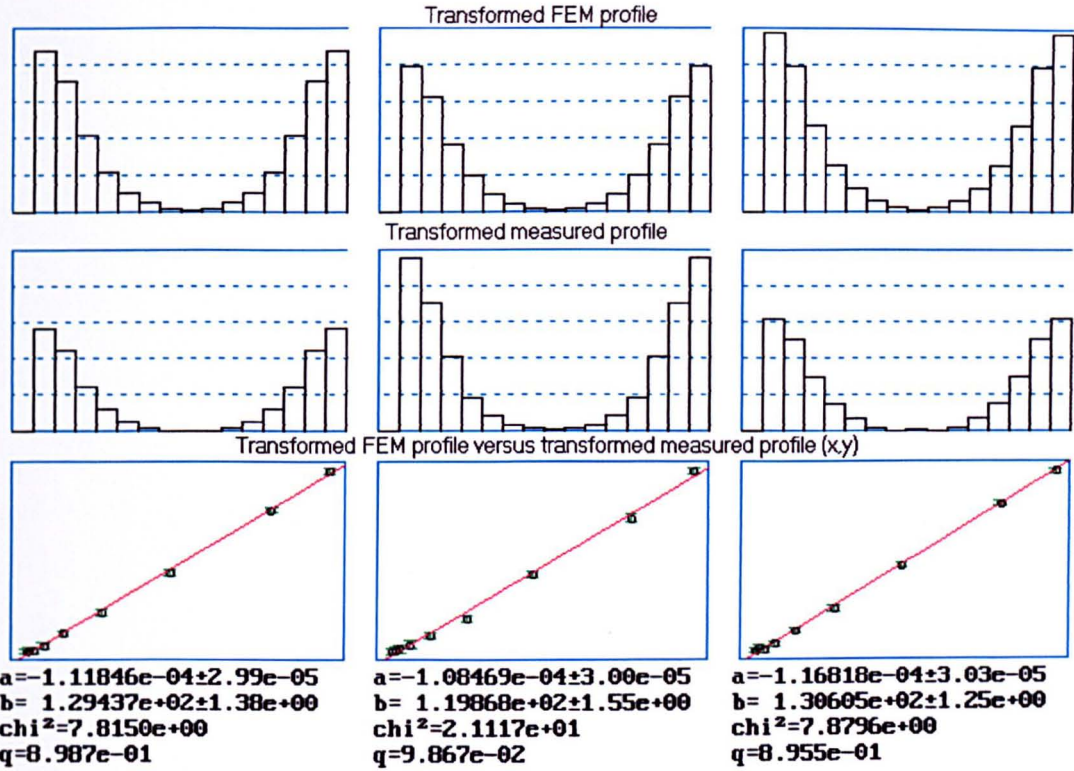 Transformed FEM profile
Transformed measured profile
Transformed FEM profile versus transformed measured profile (x,y)
a=-1.11846e-04±2.99e-05
b= 1.29437e+02±1.38e+00
chi²=7.8150e+00
q=8.987e-01
a=-1.08469e-04±3.00e-05
b= 1.19868e+02±1.55e+00
chi²=2.1117e+01
q=9.867e-02
a=-1.16818e-04±3.03e-05
b= 1.30605e+02±1.25e+00
chi²=7.8796e+00
q=8.955e-01